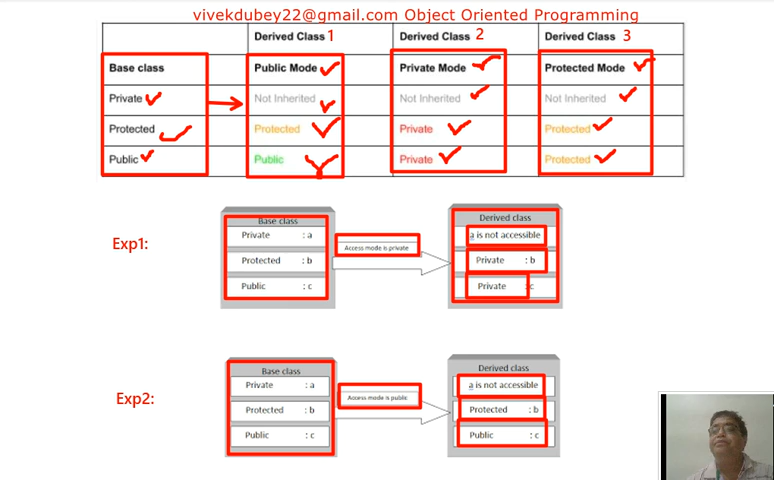 vivekdubey22@gmail.com Object Oriented Programming
Derived Class 1 Derived Class 2 Derived Class 3
Base class Public Mode Private Mode Protected Mode
Private Not Inherited Not Inherited Not Inherited
Protected Protected Private Protected
Public Public Private Protected
Exp1:
Base class
Private : a
Protected : b
Public : c
Access mode is private
Derived class
a is not accessible
Private : b
Private : c
Exp2:
Base class
Private : a
Protected : b
Public : c
Access mode is public
Derived class
a is not accessible
Protected : b
Public : c